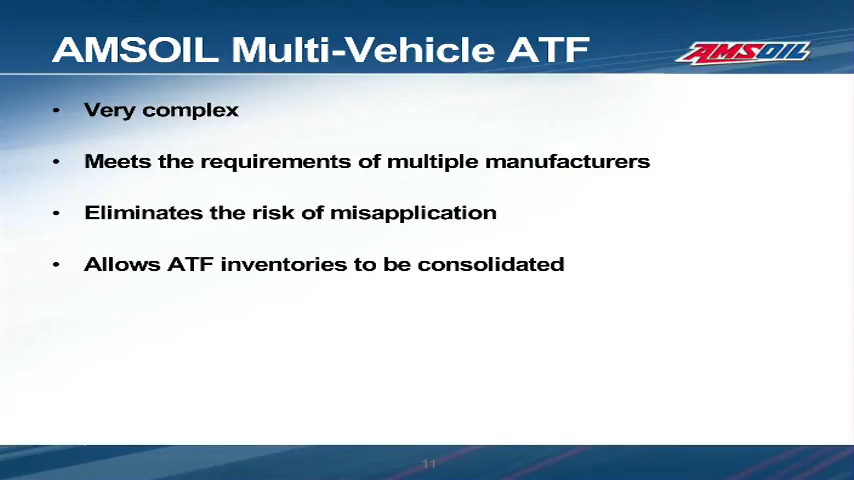 AMSOIL Multi-Vehicle ATF
AMSOIL
• Very complex
• Meets the requirements of multiple manufacturers
• Eliminates the risk of misapplication
• Allows ATF inventories to be consolidated
11